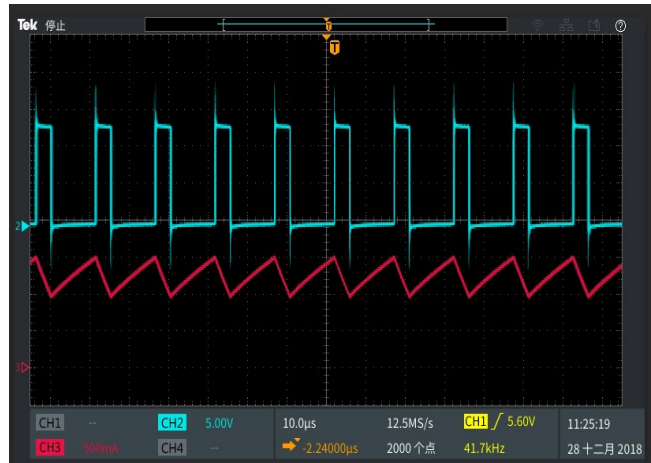 Tek 停止
T
T
2
3
CH1 -- CH2 5.00V 10.0µs 12.5MS/s CH1 5.60V 11:25:19
CH3 500mA CH4 -- -2.24000µs 2000 个点 41.7kHz 28 十二月 2018